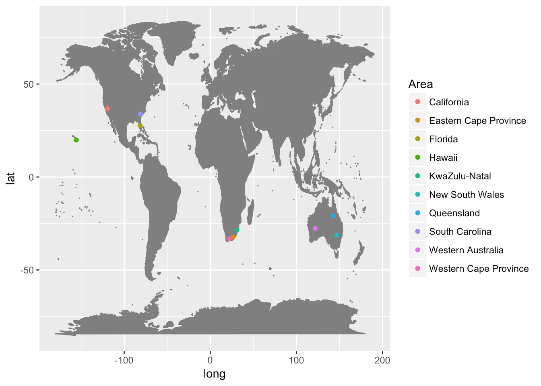 50
0
-50
lat
-100
0
100
200
long
Area
California
Eastern Cape Province
Florida
Hawaii
KwaZulu-Natal
New South Wales
Queensland
South Carolina
Western Australia
Western Cape Province